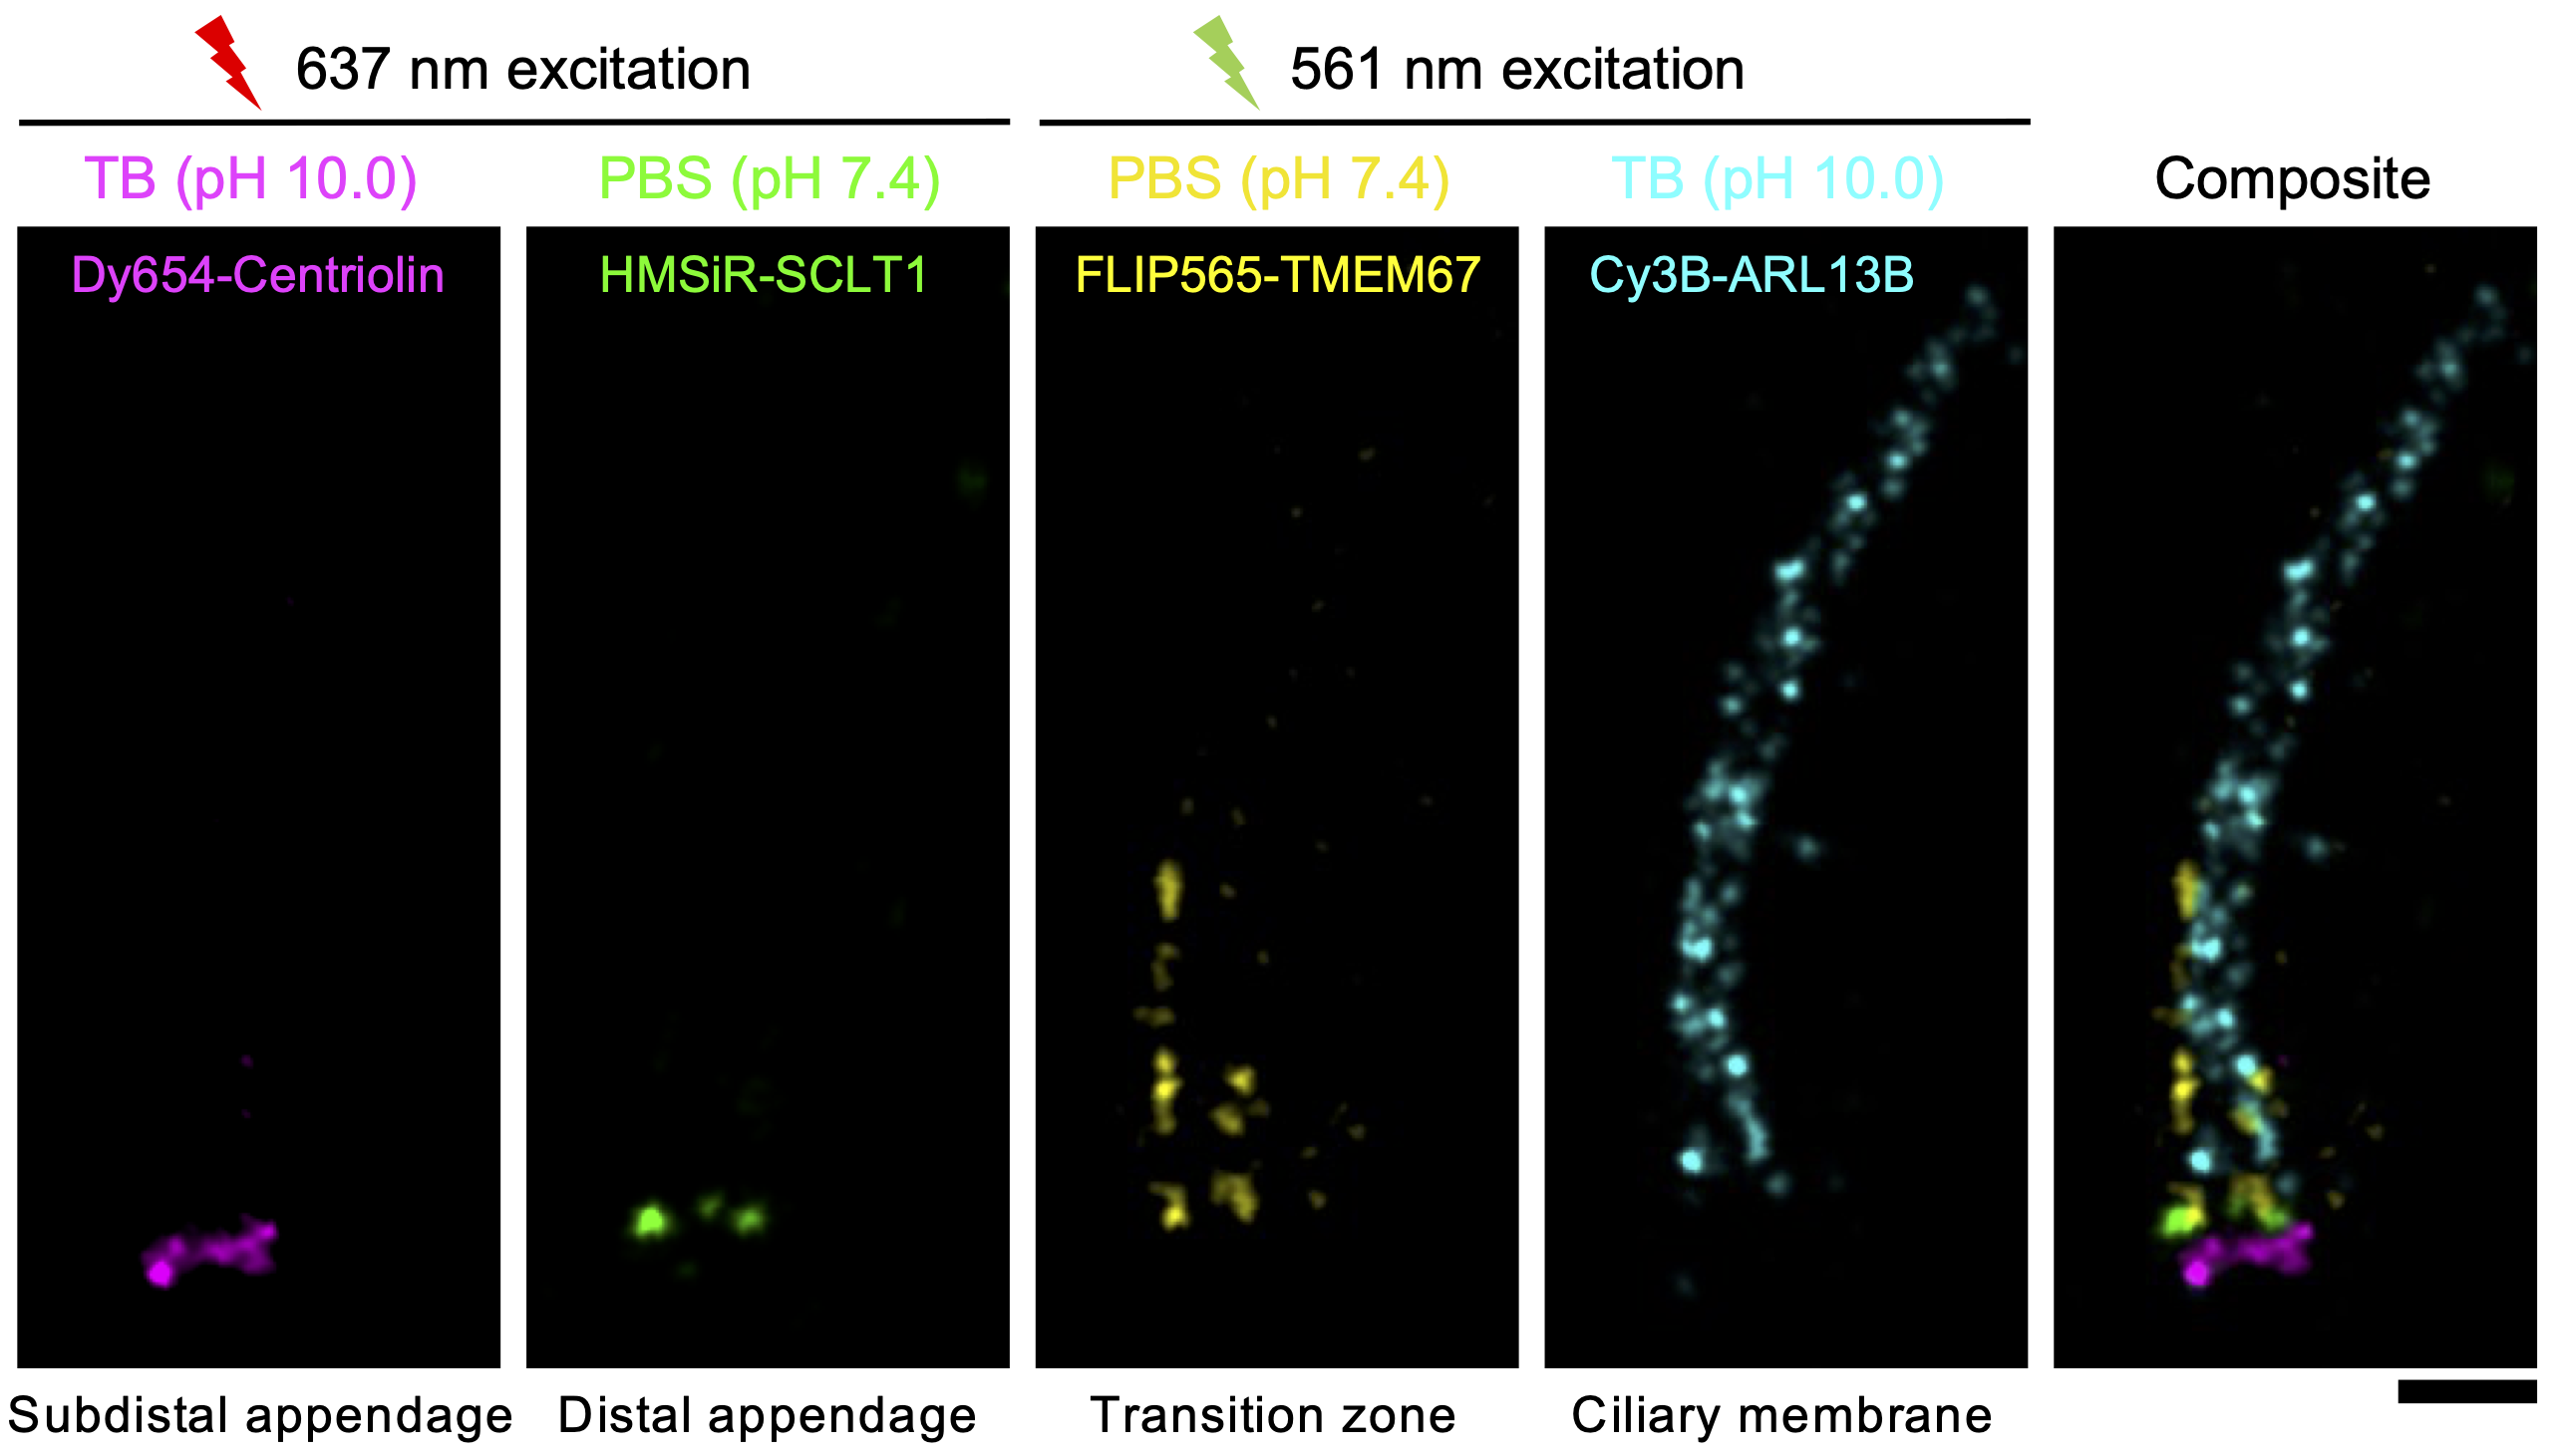 637 nm excitation
561 nm excitation
TB (pH 10.0)
PBS (pH 7.4)
PBS (pH 7.4)
TB (pH 10.0)
Composite
Dy654-Centriolin
HMSiR-SCLT1
FLIP565-TMEM67
Cy3B-ARL13B
Subdistal appendage
Distal appendage
Transition zone
Ciliary membrane